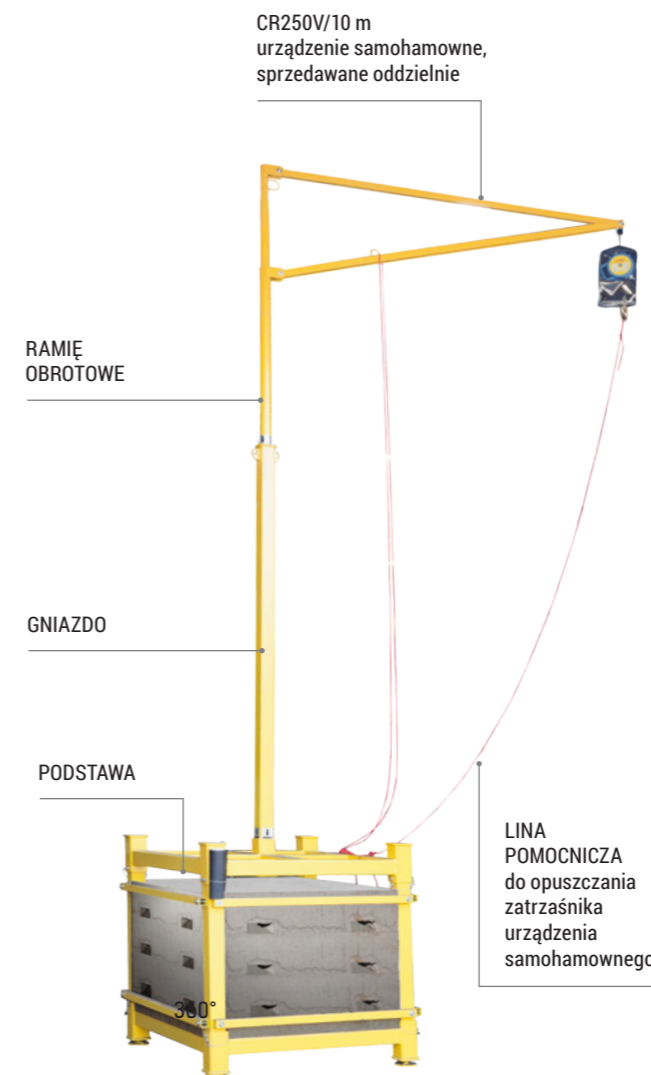 CR250V/10 m
urządzenie samohamowne,
sprzedawane oddzielnie
RAMIĘ
OBROTOWE
GNIAZDO
PODSTAWA
LINA
POMOCNICZA
do opuszczania
zatrzaśnika
urządzenia
samohamownego
360°